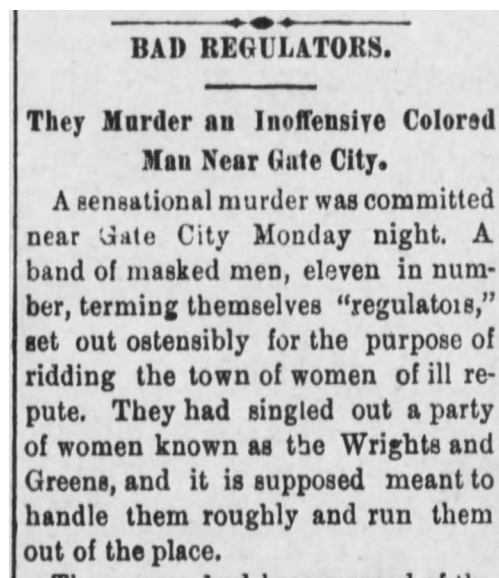 BAD REGULATORS.
They Murder an Inoffensive Colored
Man Near Gate City.
A sensational murder was committed
near Gate City Monday night. A
band of masked men, eleven in num-
ber, terming themselves "regulators,"
set out ostensibly for the purpose of
ridding the town of women of ill re-
pute. They had singled out a party
of women known as the Wrights and
Greens, and it is supposed meant to
handle them roughly and run them
out of the place.